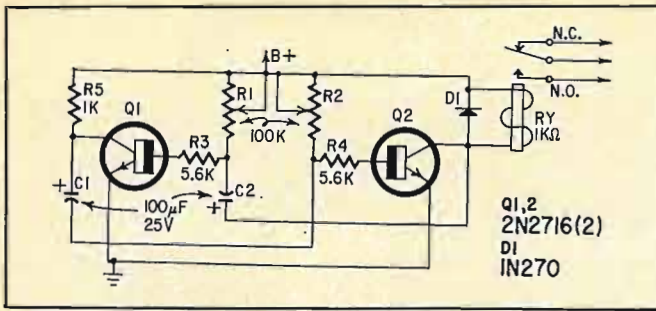 B+
N.C.
N.O.
R5
1K
Q1
R1
R2
100K
R3
5.6K
R4
5.6K
Q2
D1
RY
1KΩ
+
C1
100µF
25V
+
C2
Q1,2
2N2716(2)
D1
1N270